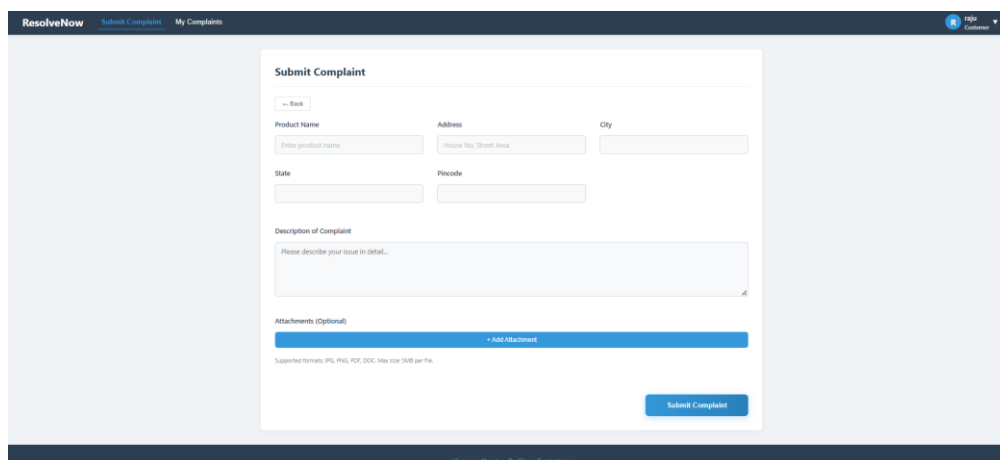 ResolveNow Submit Complaint My Complaints
R raju
Customer
Submit Complaint
← Back
Product Name Address City
Enter product name House No, Street Area
State Pincode
Description of Complaint
Please describe your issue in detail...
Attachments (Optional)
+ Add Attachment
Supported formats: JPG, PNG, PDF, DOC. Max size: 5MB per file.
Submit Complaint